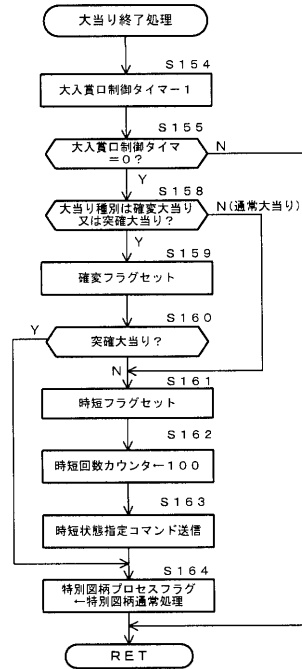 大当り終了処理
S154
大入賞口制御タイマ－1
S155
大入賞口制御タイマ
＝0？
N
Y
S158
大当り種別は確変大当り
又は突確大当り？
N(通常大当り)
Y
S159
確変フラグセット
S160
Y
突確大当り？
N
S161
時短フラグセット
S162
時短回数カウンタ←100
S163
時短状態指定コマンド送信
S164
特別図柄プロセスフラグ
←特別図柄通常処理
RET